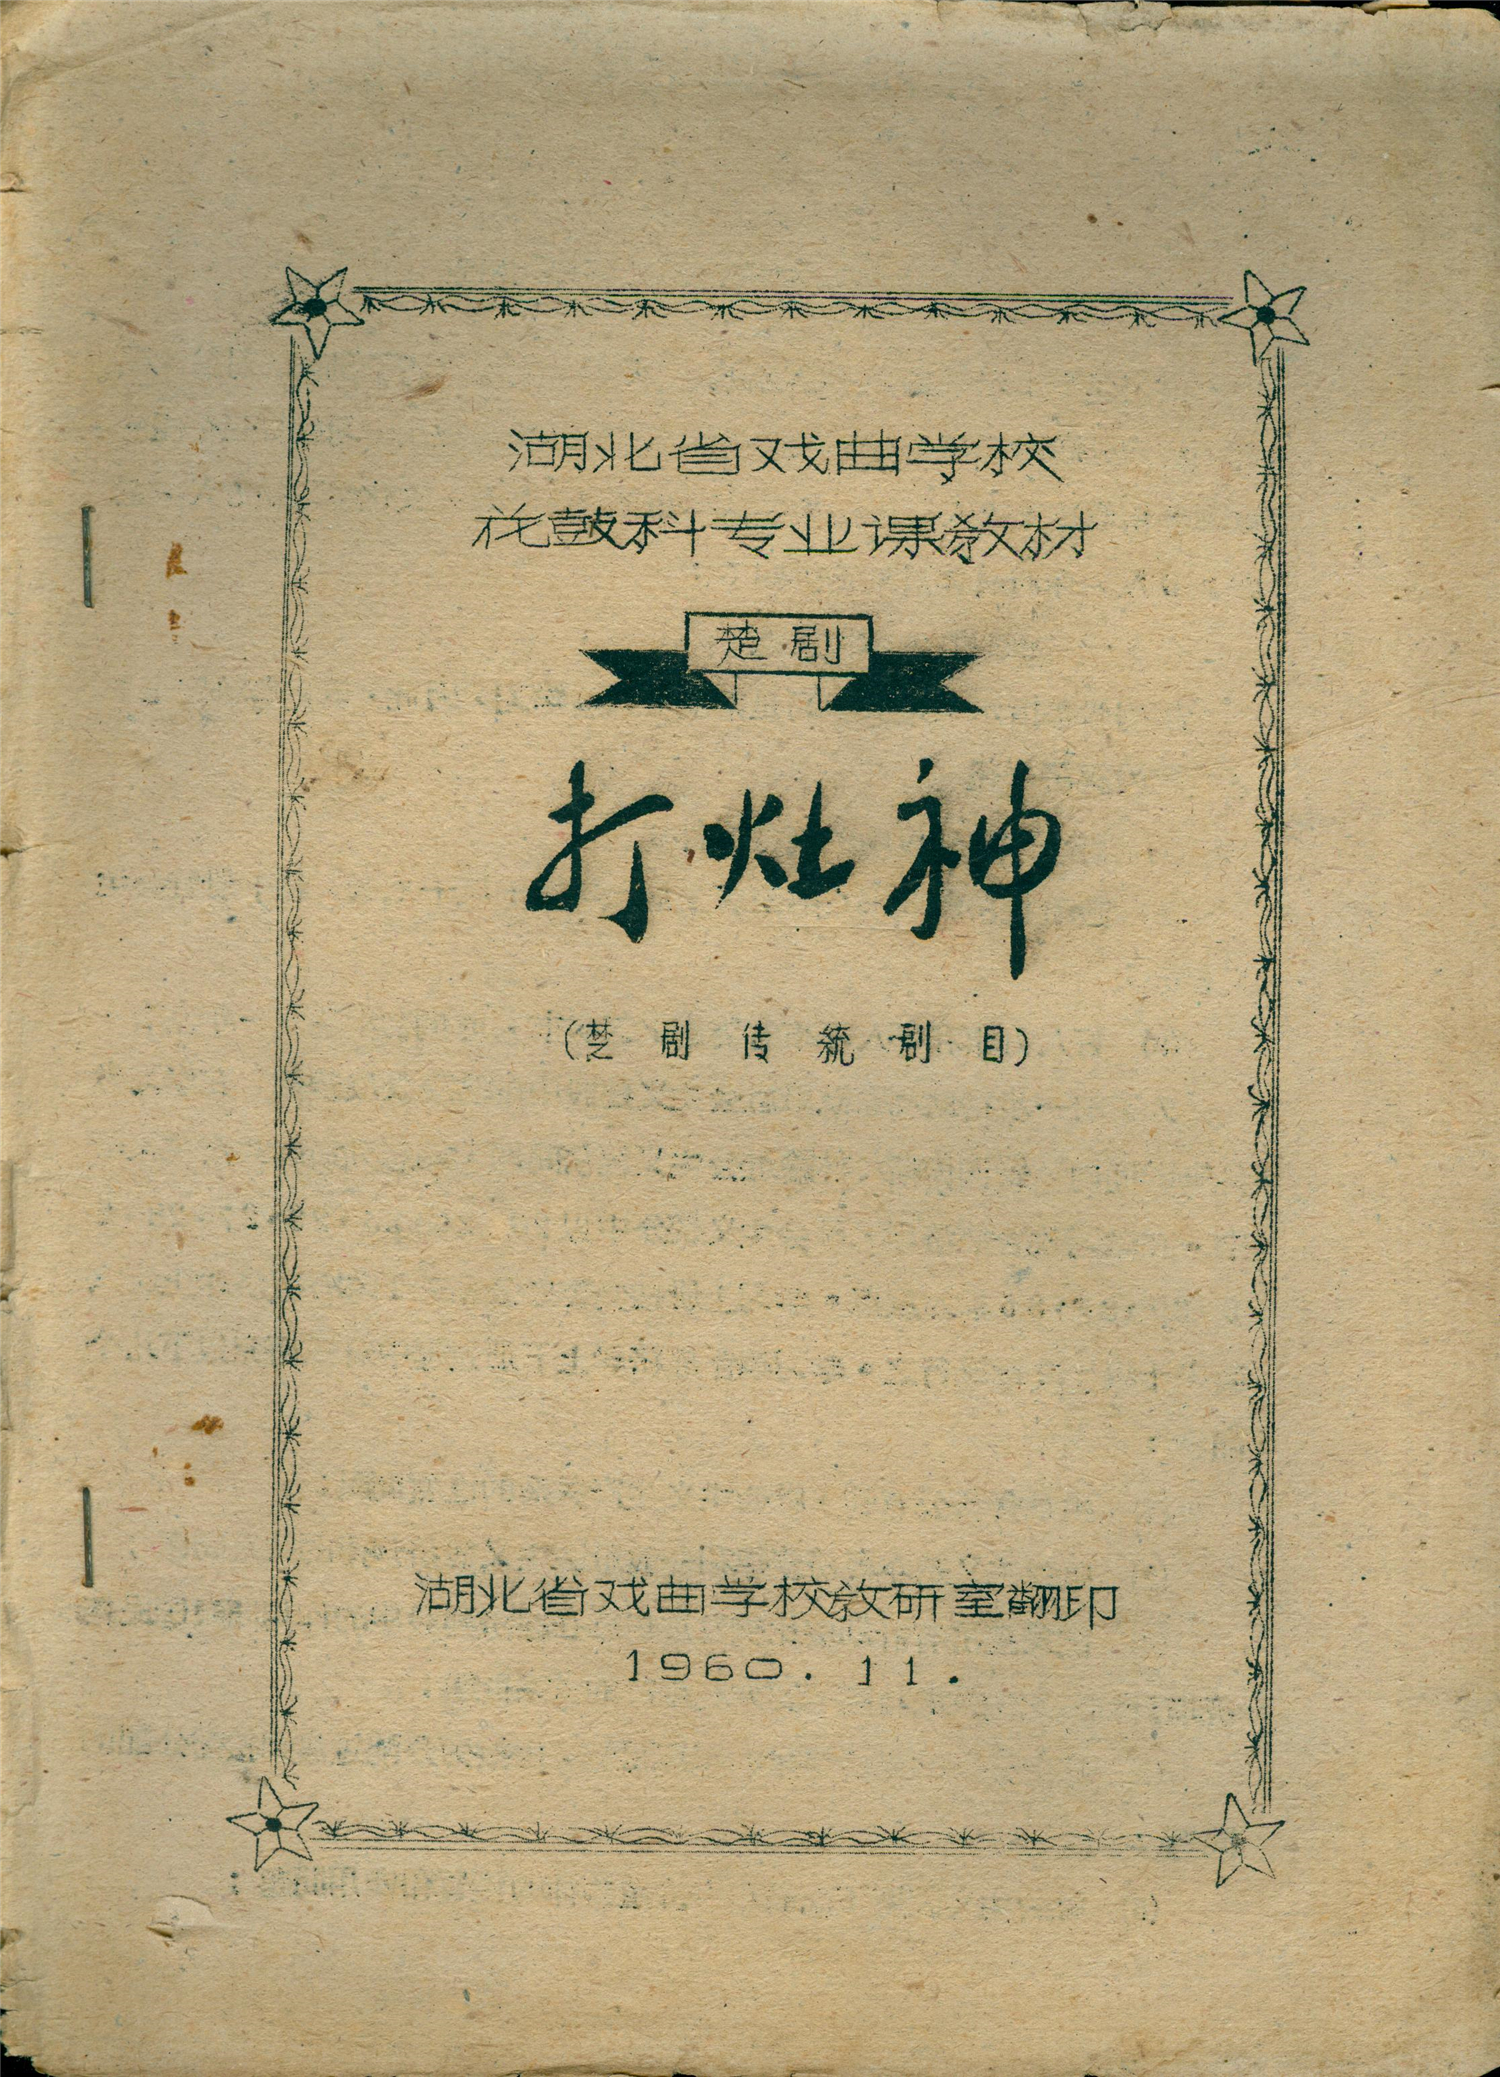 湖北省戏曲学校
花鼓科专业课教材
楚剧
打灶神
(楚剧传统剧目)
湖北省戏曲学校教研室翻印
1960.11.